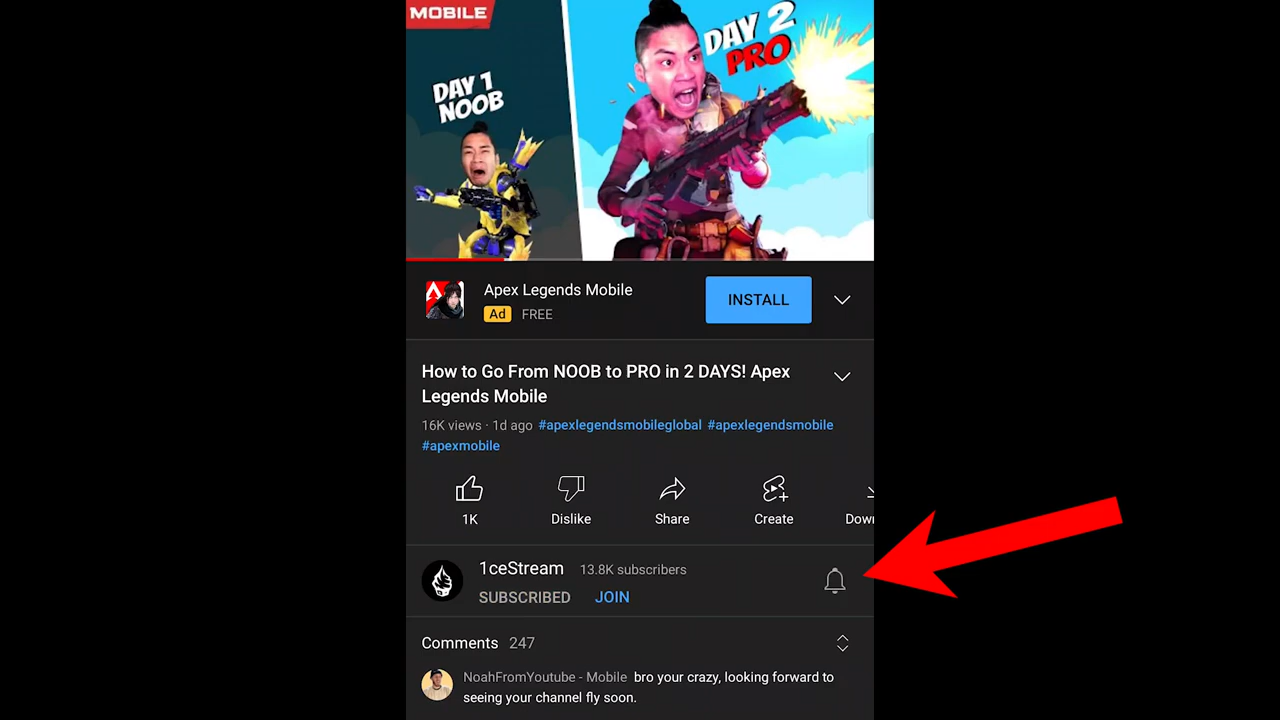 MOBILE
DAY 1
NOOB
DAY 2
PRO
Apex Legends Mobile
Ad FREE
INSTALL
How to Go From NOOB to PRO in 2 DAYS! Apex
Legends Mobile
16K views · 1d ago #apexlegendsmobileglobal #apexlegendsmobile
#apexmobile
1K Dislike Share Create Down
1ceStream 13.8K subscribers
SUBSCRIBED JOIN
Comments 247
NoahFromYoutube - Mobile bro your crazy, looking forward to
seeing your channel fly soon.